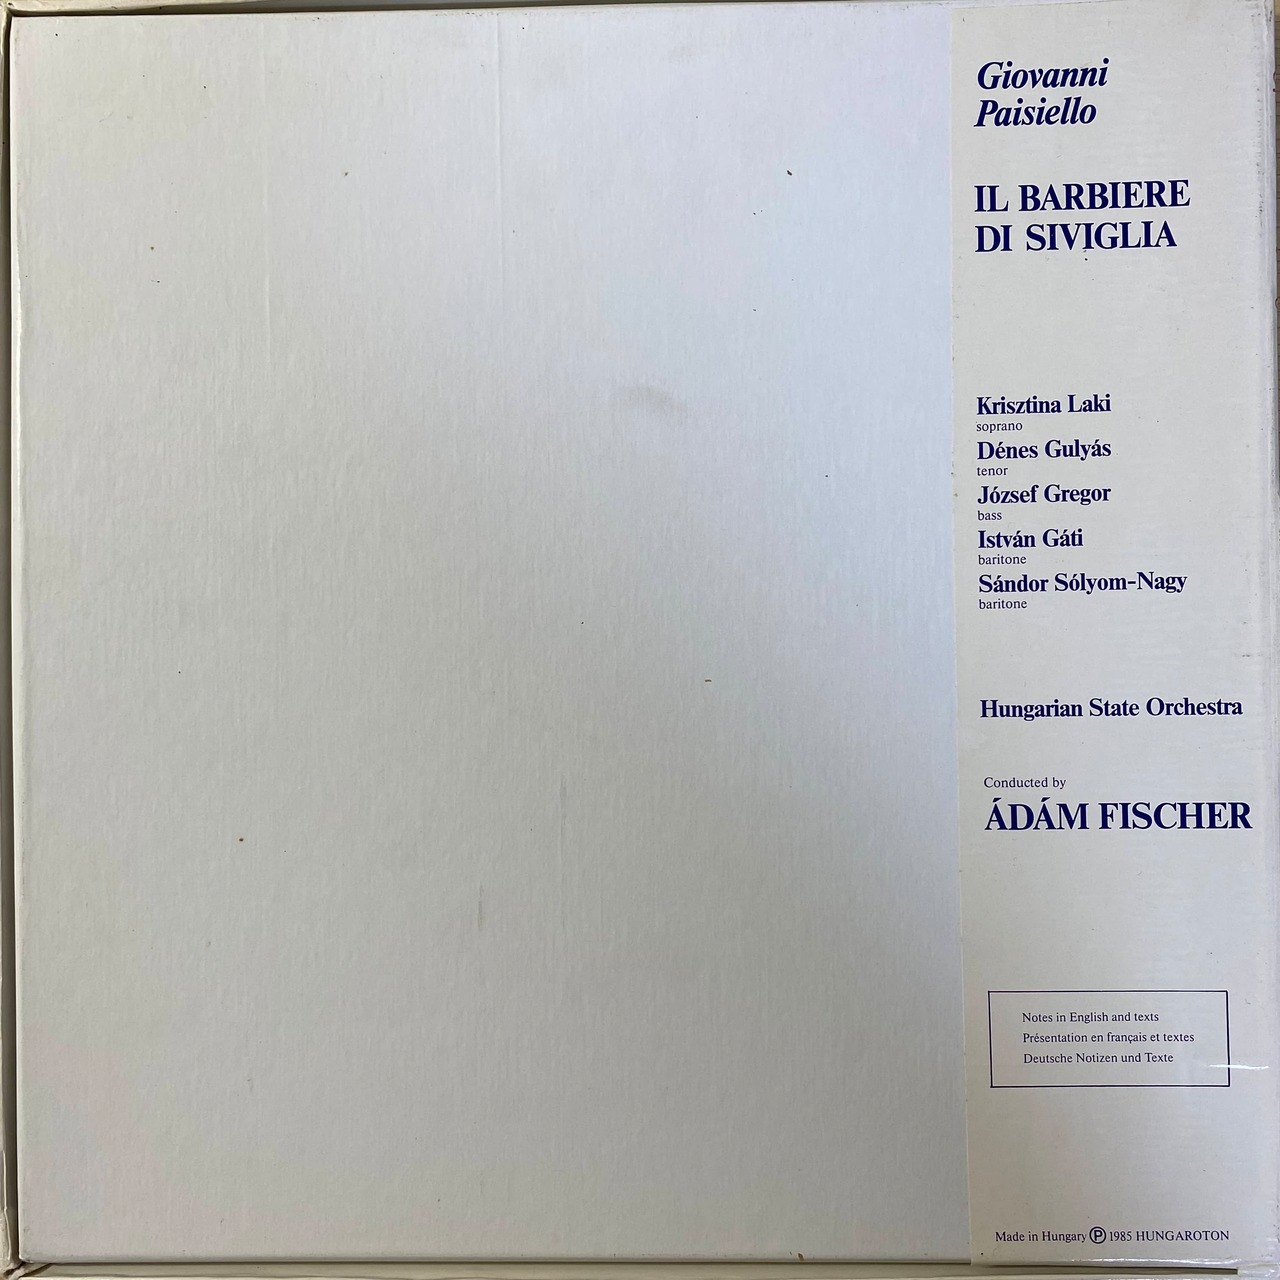 Giovanni
Paisiello
IL BARBIERE
DI SIVIGLIA
Krisztina Laki
soprano
Dénes Gulyás
tenor
József Gregor
bass
István Gáti
baritone
Sándor Sólyom-Nagy
baritone
Hungarian State Orchestra
Conducted by
ÁDÁM FISCHER
Notes in English and texts
Présentation en français et textes
Deutsche Notizen und Texte
Made in Hungary Ⓟ 1985 HUNGAROTON